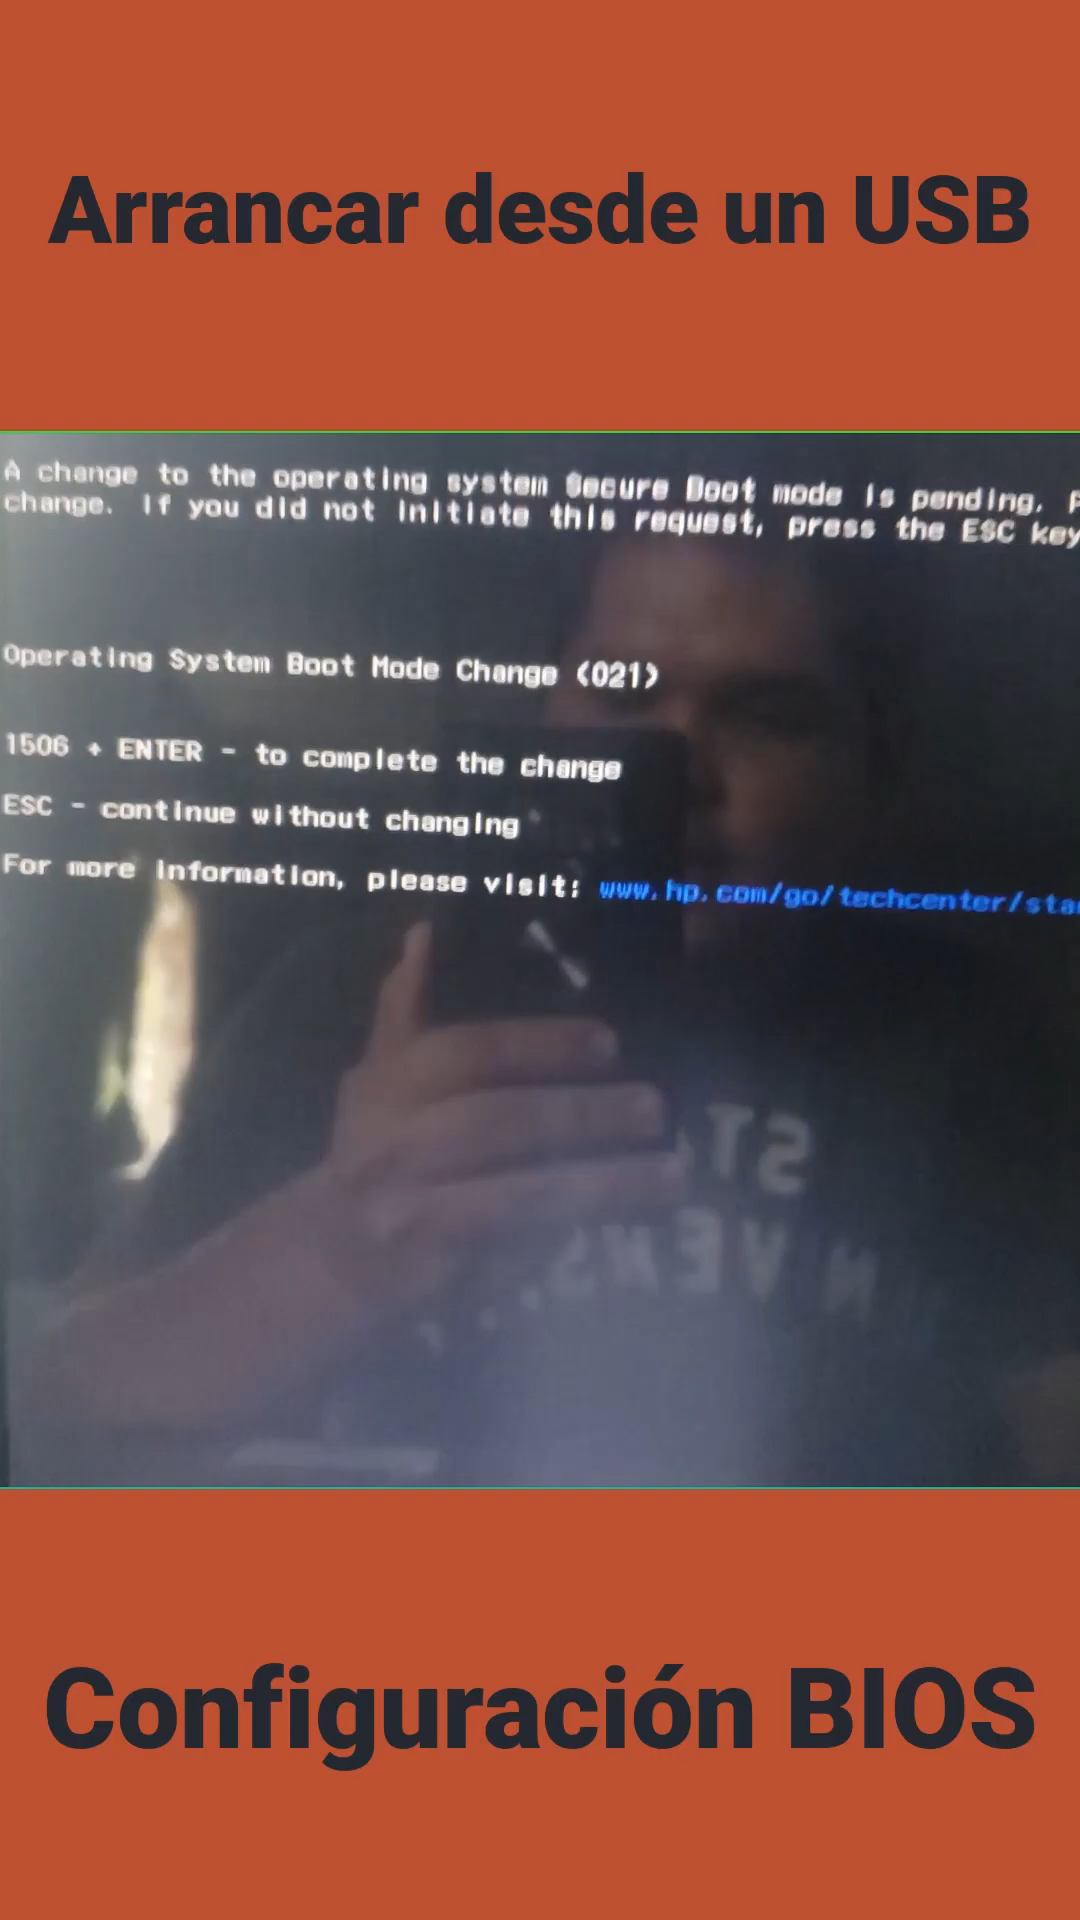 Arrancar desde un USB
A change to the operating system Secure Boot mode is pending.
change. If you did not initiate this request, press the ESC key
Operating System Boot Mode Change (021)
1506 + ENTER - to complete the change
ESC - continue without changing
For more information, please visit: www.hp.com/go/techcenter/sta
Configuración BIOS